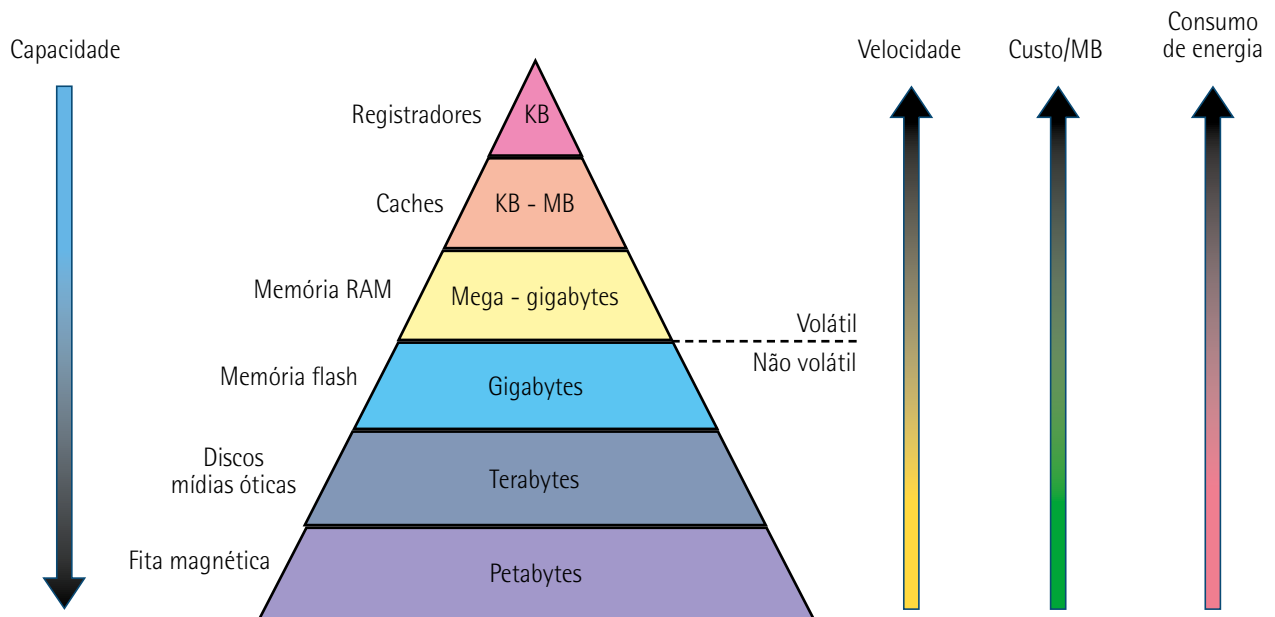 Capacidade
Velocidade
Custo/MB
Consumo
de energia
Registradores
KB
Caches
KB - MB
Memória RAM
Mega - gigabytes
Volátil
Não volátil
Memória flash
Gigabytes
Discos
mídias óticas
Terabytes
Fita magnética
Petabytes